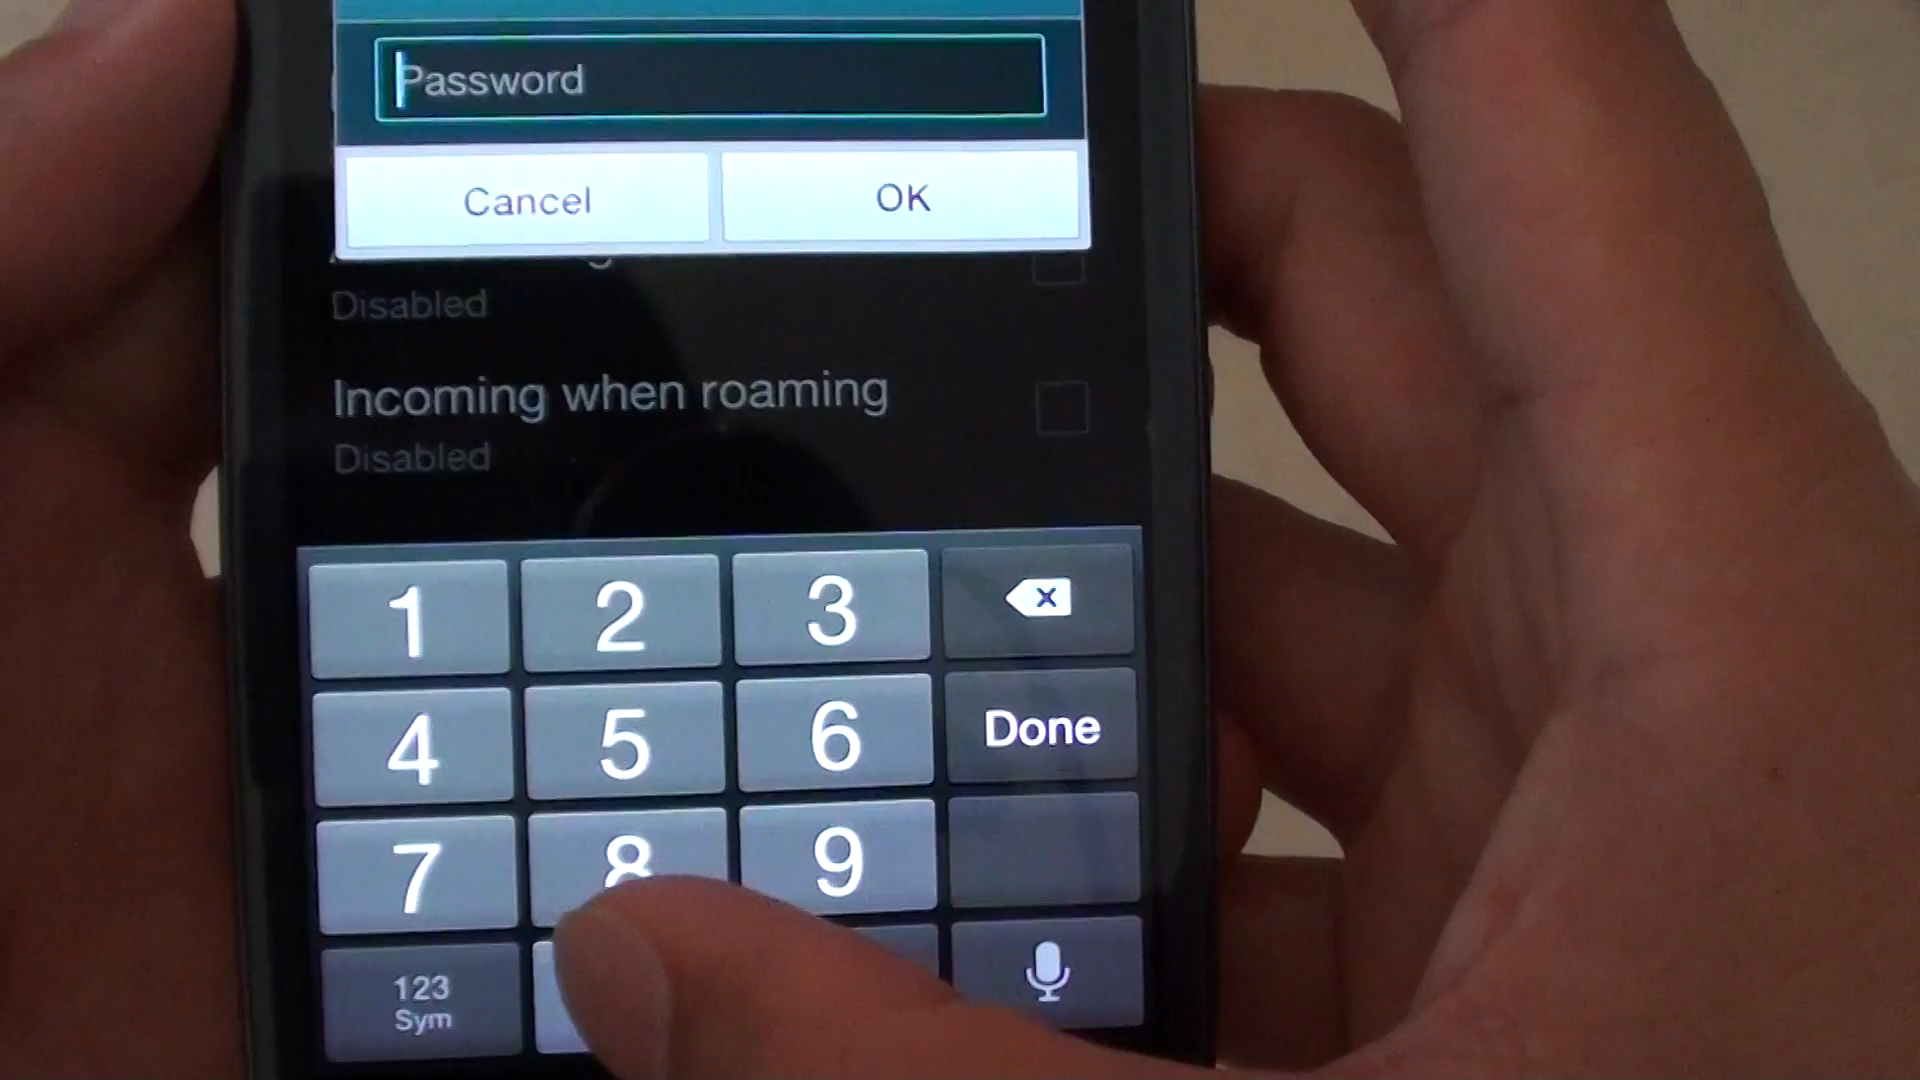 Password
Cancel OK
Disabled
Incoming when roaming
Disabled
1 2 3
4 5 6 Done
7 8 9
123
Sym